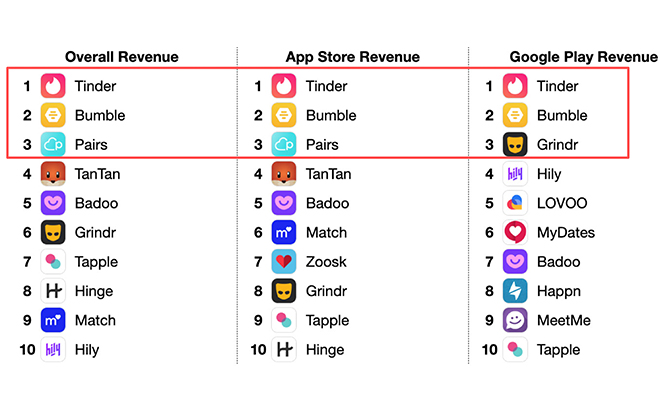 Overall Revenue
1 Tinder
2 Bumble
3 Pairs
4 TanTan
5 Badoo
6 Grindr
7 Tapple
8 Hinge
9 Match
10 hily Hily
App Store Revenue
1 Tinder
2 Bumble
3 Pairs
4 TanTan
5 Badoo
6 m Match
7 Zoosk
8 Grindr
9 Tapple
10 Hinge
Google Play Revenue
1 Tinder
2 Bumble
3 Grindr
4 hily Hily
5 LOVOO
6 MyDates
7 Badoo
8 Happn
9 MeetMe
10 Tapple